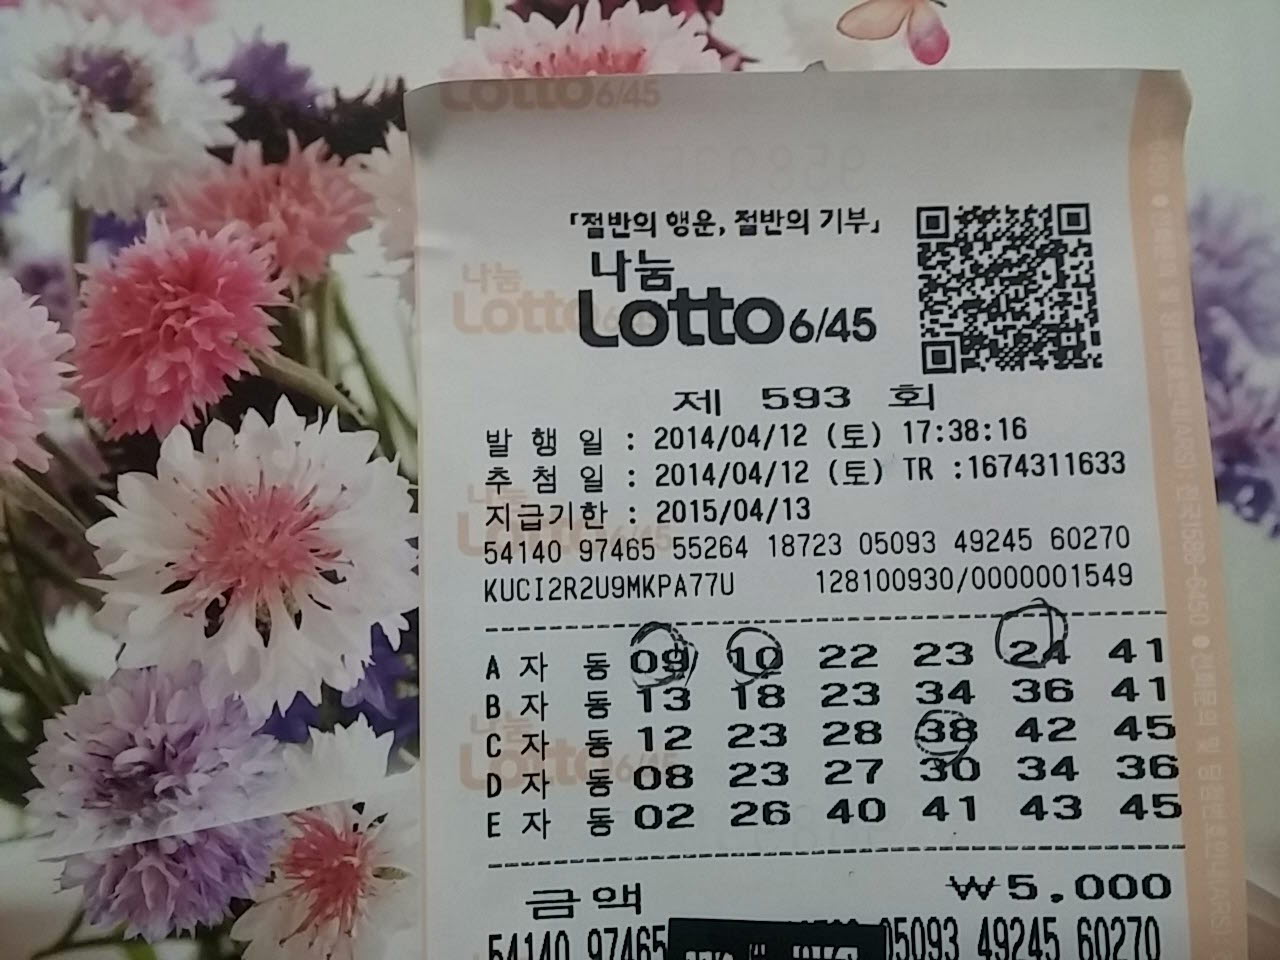 Lotto6/45
「절반의 행운, 절반의 기부」
나눔
Lotto 6/45
제 593 회
발 행 일 : 2014/04/12 (토) 17:38:16
추 첨 일 : 2014/04/12 (토) TR :1674311633
지급기한 : 2015/04/13
54140 97465 55264 18723 05093 49245 60270
KUCI2R2U9MKPA77U 128100930/0000001549
A 자 동 09 10 22 23 24 41
B 자 동 13 18 23 34 36 41
C 자 동 12 23 28 38 42 45
D 자 동 08 23 27 30 34 36
E 자 동 02 26 40 41 43 45
금액 ₩5,000
54140 97465 05093 49245 60270